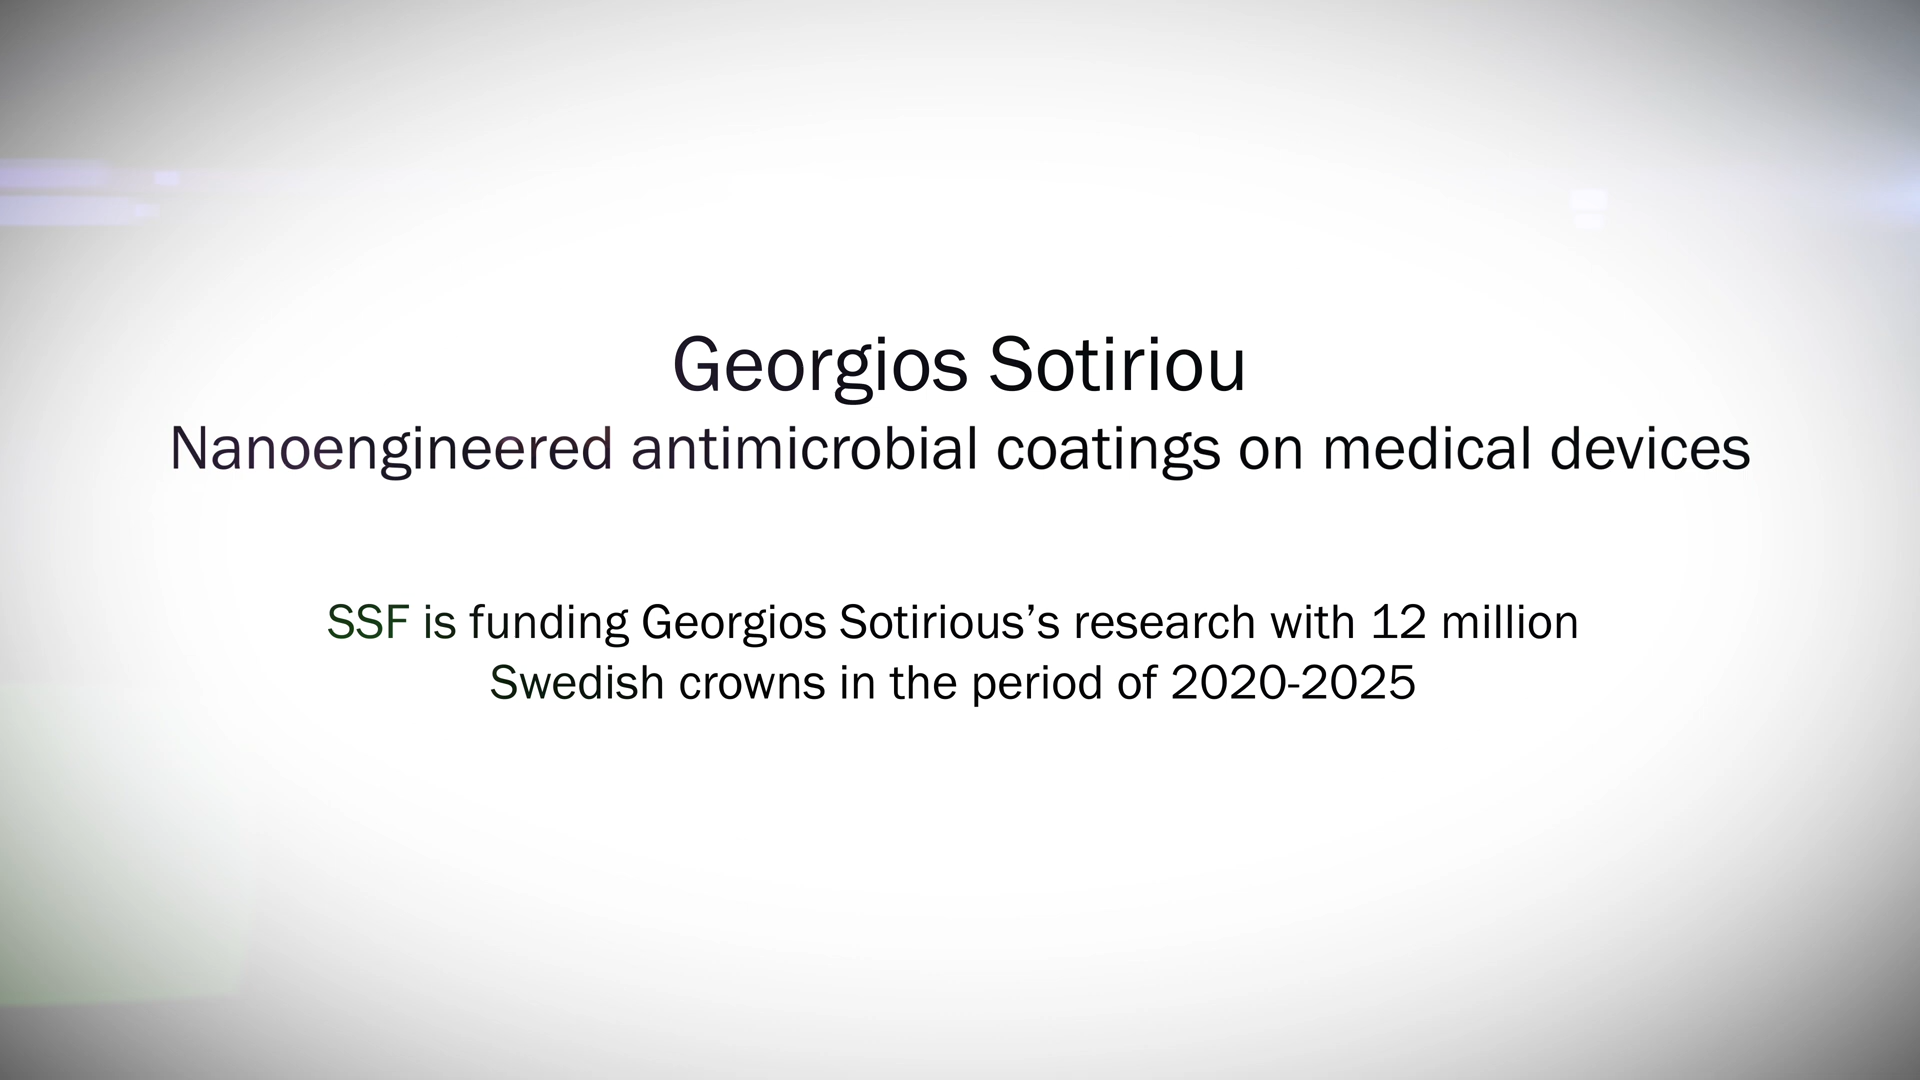 Georgios Sotiriou
Nanoengineered antimicrobial coatings on medical devices
SSF is funding Georgios Sotirious’s research with 12 million
Swedish crowns in the period of 2020-2025